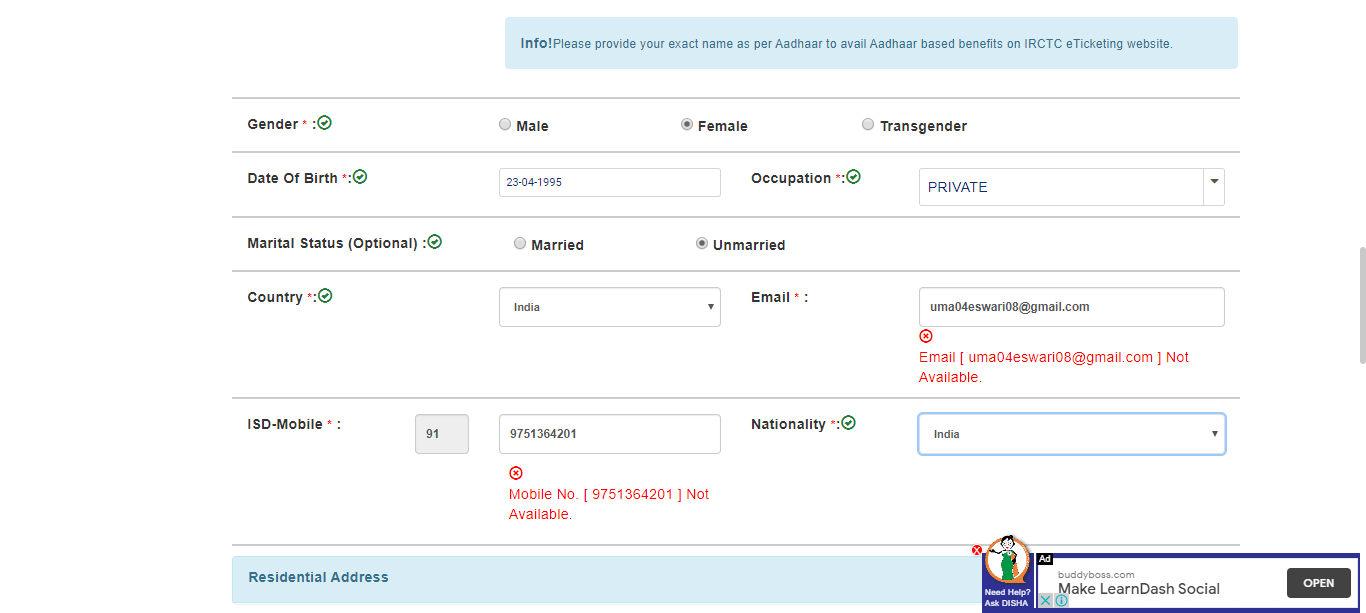 Info!Please provide your exact name as per Aadhaar to avail Aadhaar based benefits on IRCTC eTicketing website.
Gender * : Male Female Transgender
Date Of Birth *: 23-04-1995 Occupation *: PRIVATE
Marital Status (Optional) : Married Unmarried
Country *: India Email * : uma04eswari08@gmail.com
Email [ uma04eswari08@gmail.com ] Not
Available.
ISD-Mobile * : 91 9751364201 Nationality *: India
Mobile No. [ 9751364201 ] Not
Available.
Residential Address
Need Help?
Ask DISHA
Ad
buddyboss.com
Make LearnDash Social
OPEN